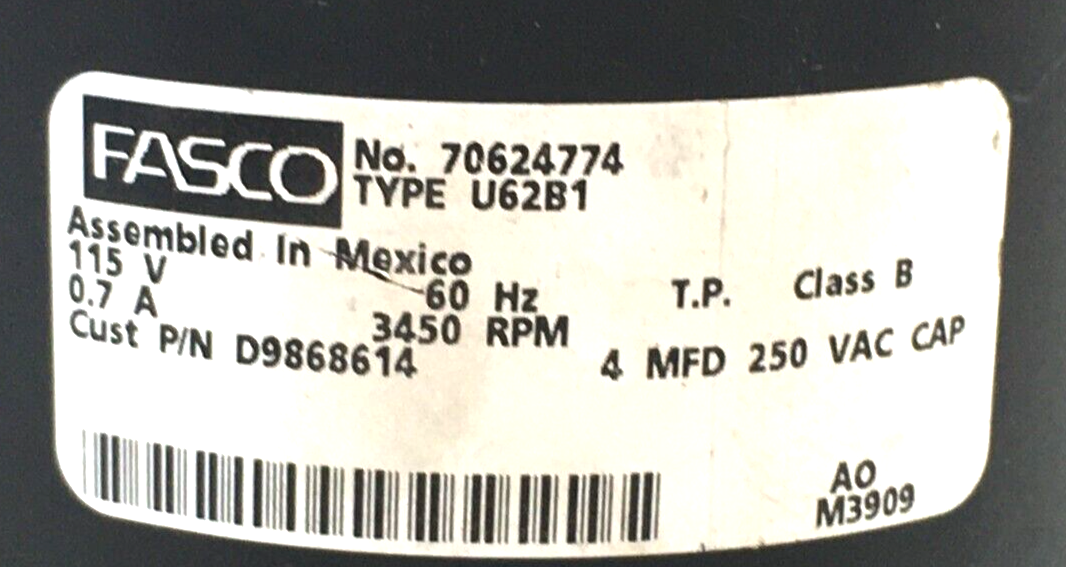 FASCO
No. 70624774
TYPE U62B1
Assembled In Mexico
115 V 60 Hz T.P. Class B
0.7 A 3450 RPM
Cust P/N D9868614 4 MFD 250 VAC CAP
AO
M3909